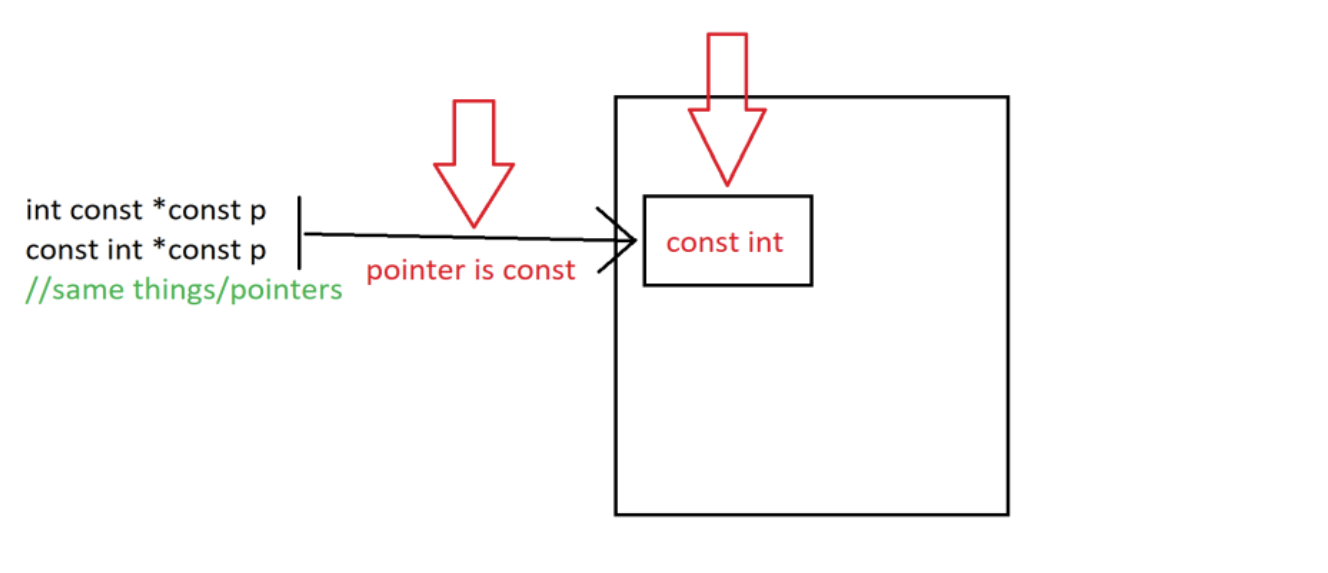 int const *const p
const int *const p
//same things/pointers
pointer is const
const int